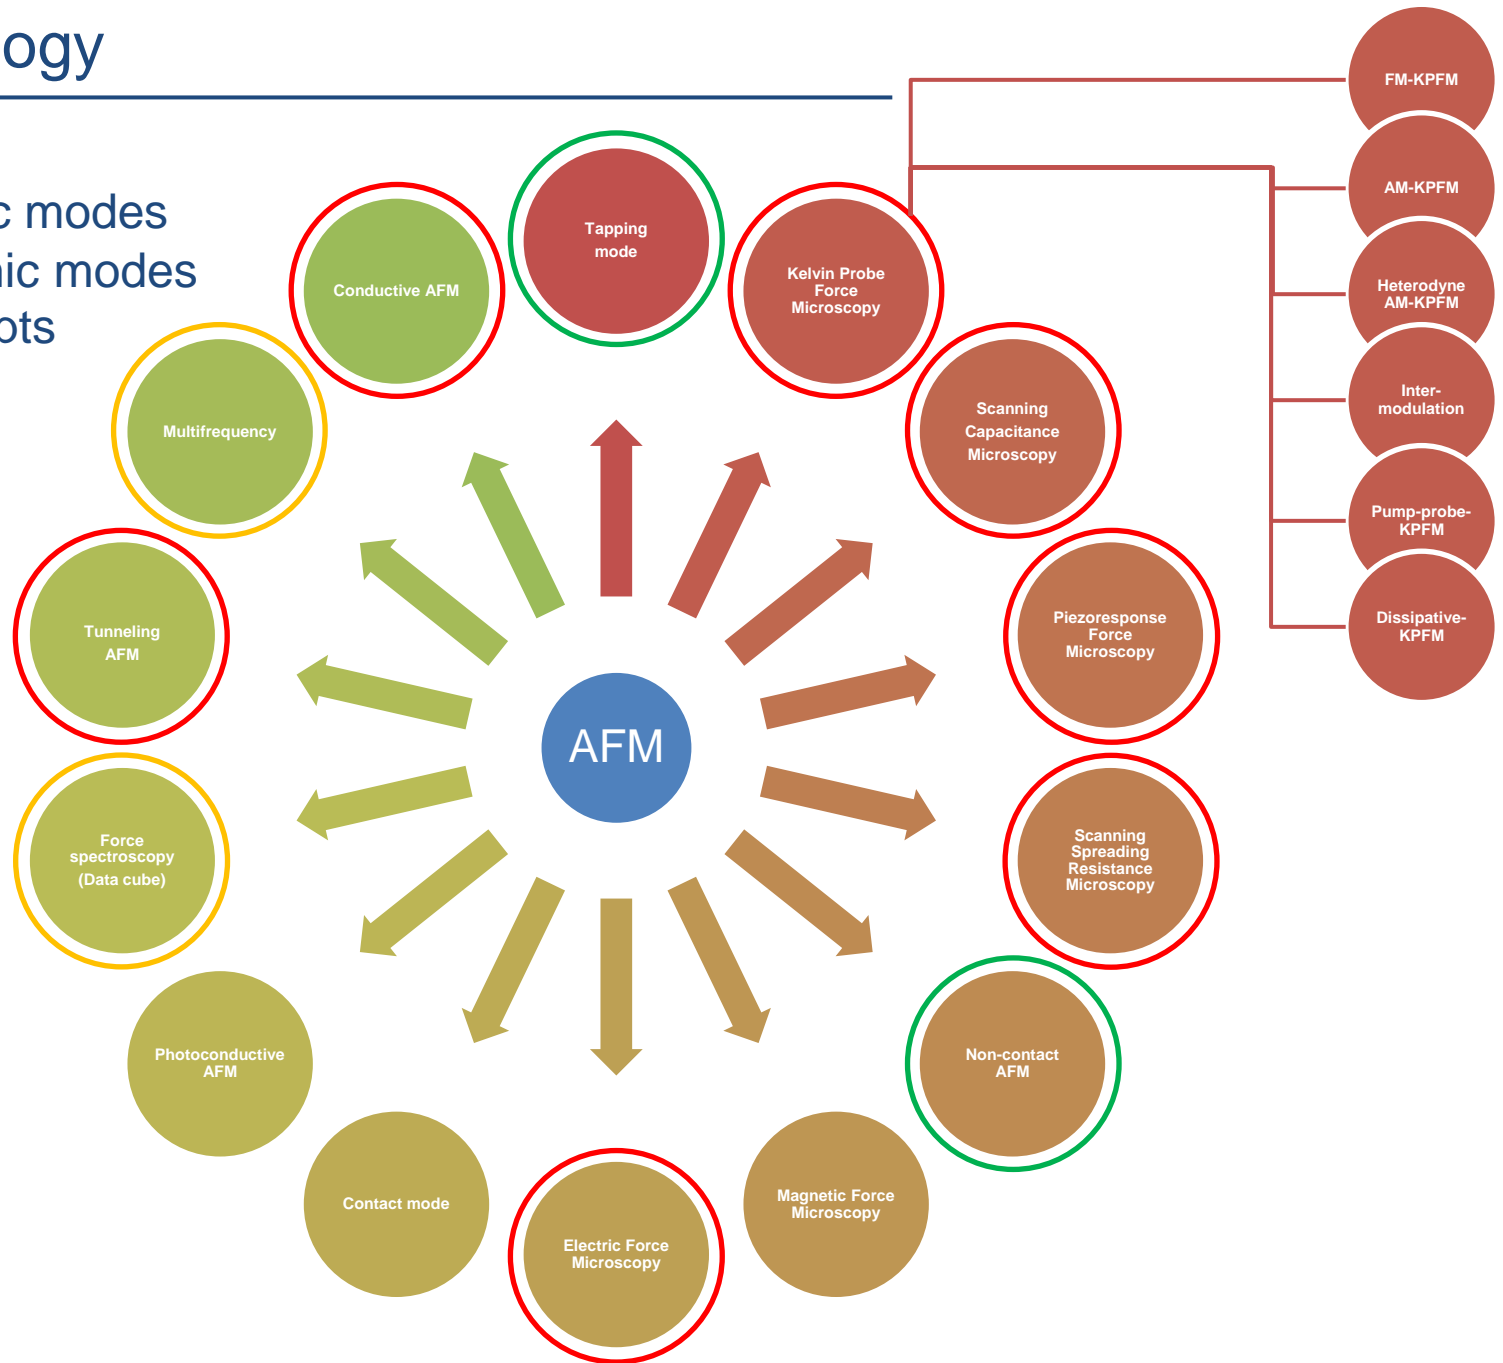 ogy
c modes
nic modes
pts
FM-KPFM
AM-KPFM
Heterodyne
AM-KPFM
Inter-
modulation
Pump-probe-
KPFM
Dissipative-
KPFM
Tapping
mode
Kelvin Probe
Force
Microscopy
Scanning
Capacitance
Microscopy
Piezoresponse
Force
Microscopy
Scanning
Spreading
Resistance
Microscopy
Non-contact
AFM
Magnetic Force
Microscopy
Electric Force
Microscopy
Contact mode
Photoconductive
AFM
Force
spectroscopy
(Data cube)
Tunneling
AFM
Multifrequency
Conductive AFM
AFM